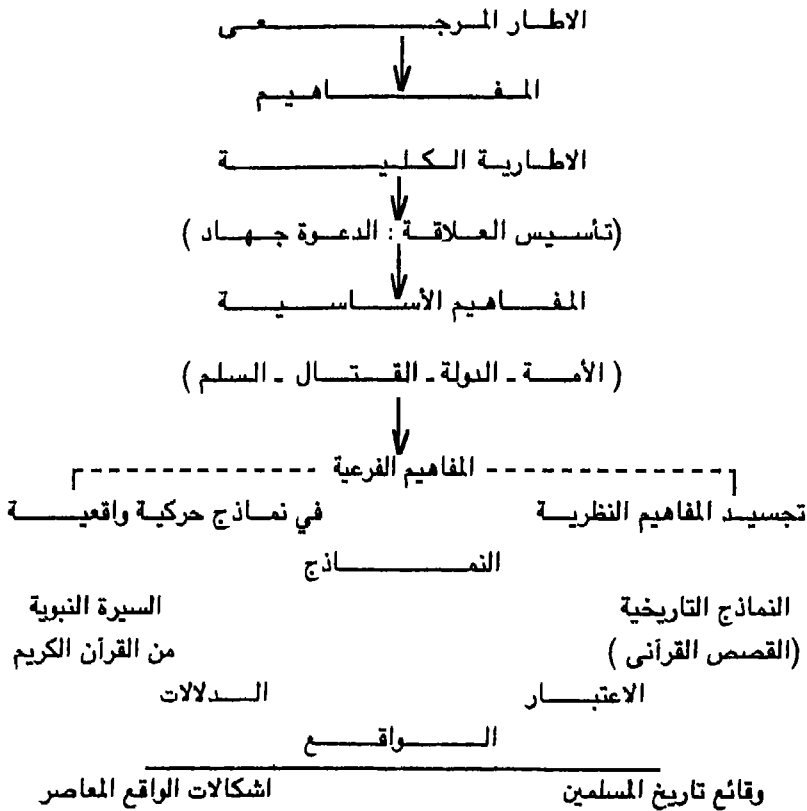 الاطار المرجعى
المفاهيم
الاطارية الكلية
(تأسيس العلاقة : الدعوة جهاد )
المفاهيم الأساسية
( الأمة ـ الدولة ـ القتال ـ السلم )
المفاهيم الفرعية
تجسيد المفاهيم النظرية في نماذج حركية واقعية
النماذج
النماذج التاريخية السيرة النبوية
(القصص القرآنى ) من القرآن الكريم
الاعتبار الدلالات
الواقع
وقائع تاريخ المسلمين اشكالات الواقع المعاصر